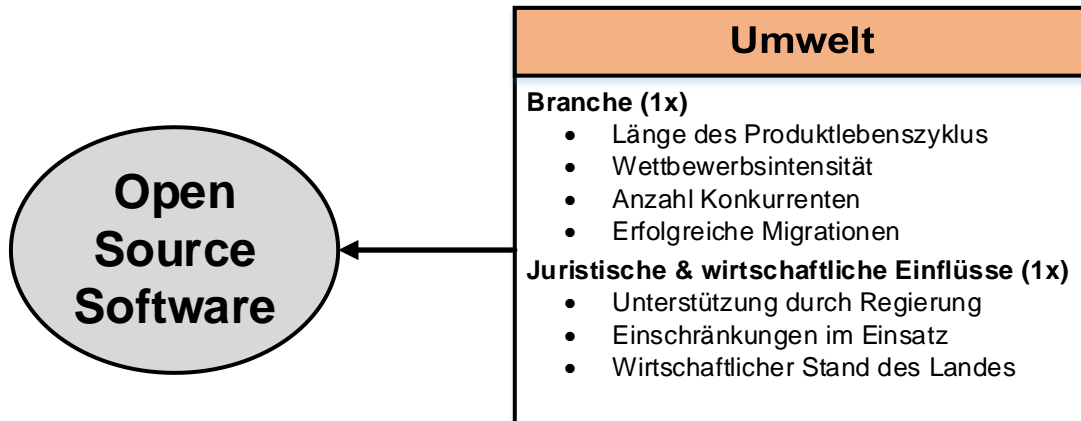 Open
Source
Software
Umwelt
Branche (1x)
• Länge des Produktlebenszyklus
• Wettbewerbsintensität
• Anzahl Konkurrenten
• Erfolgreiche Migrationen
Juristische & wirtschaftliche Einflüsse (1x)
• Unterstützung durch Regierung
• Einschränkungen im Einsatz
• Wirtschaftlicher Stand des Landes